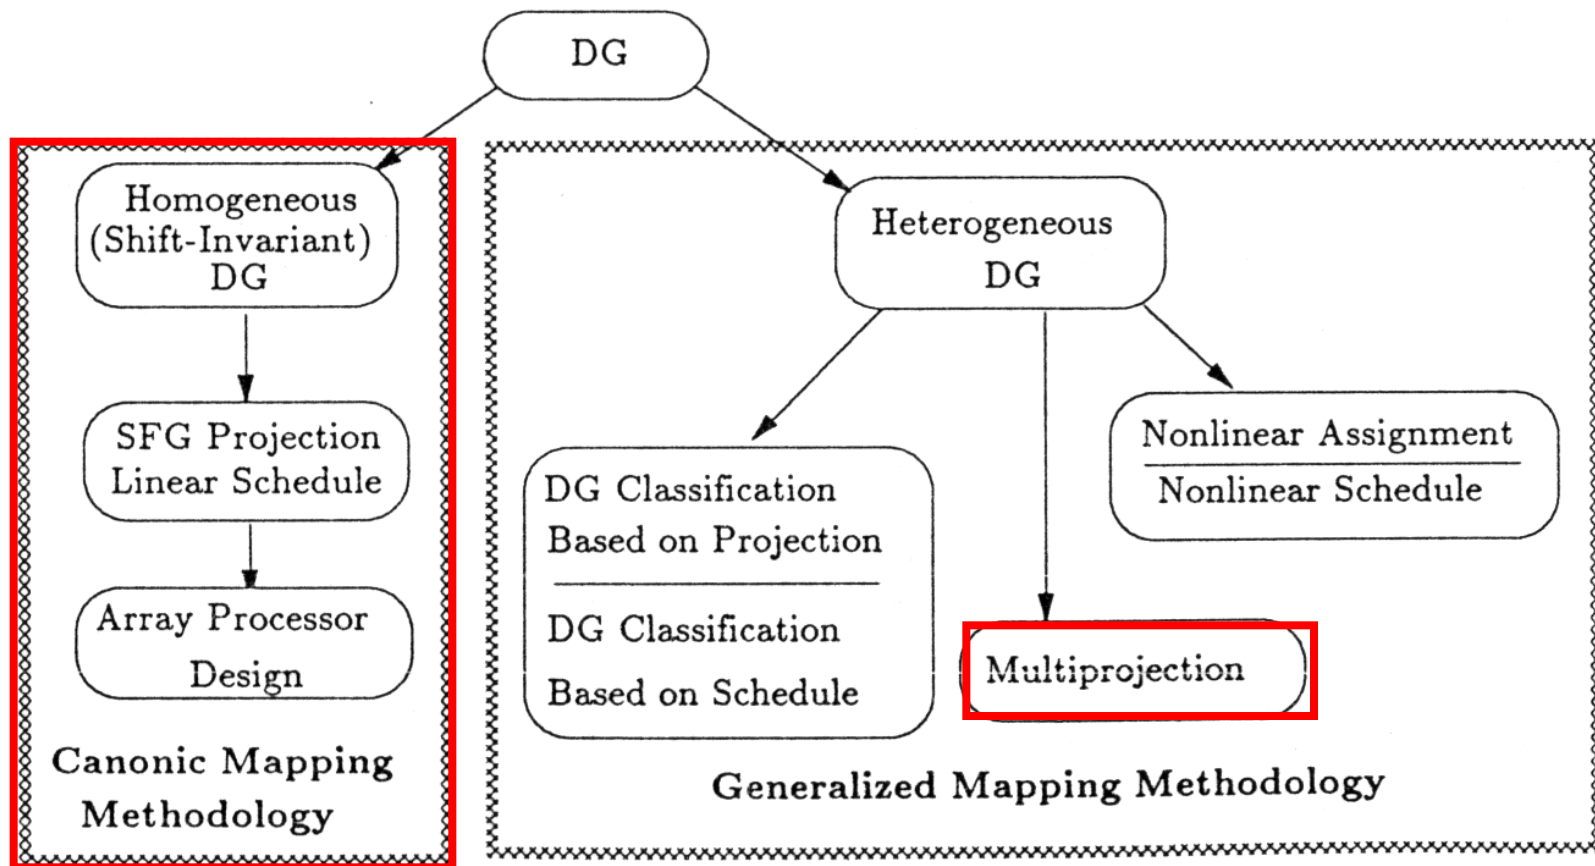 DG
Homogeneous
(Shift-Invariant)
DG
SFG Projection
Linear Schedule
Array Processor
Design
Canonic Mapping
Methodology
Heterogeneous
DG
DG Classification
Based on Projection
DG Classification
Based on Schedule
Multiprojection
Nonlinear Assignment
Nonlinear Schedule
Generalized Mapping Methodology